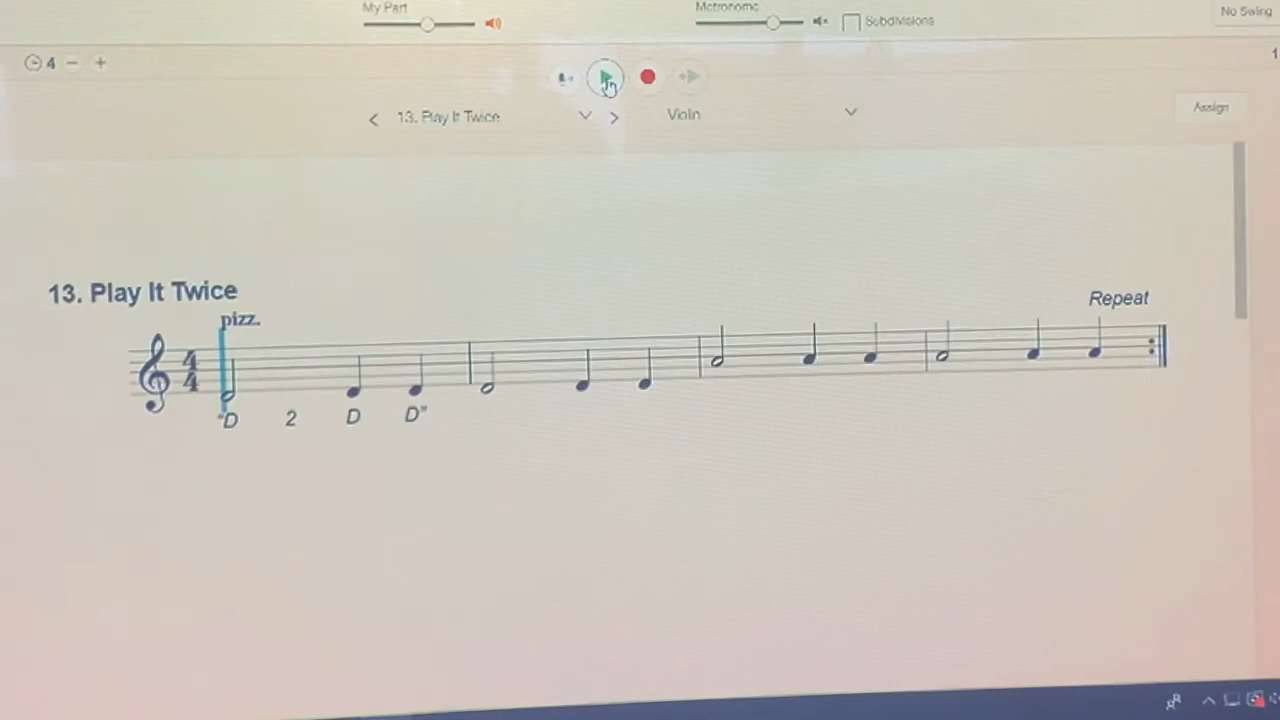 My Part Metronome Subdivisions No Swing
4 − + 1
13. Play It Twice Violin Assign
13. Play It Twice
Repeat
pizz.
4
4
"D 2 D D"